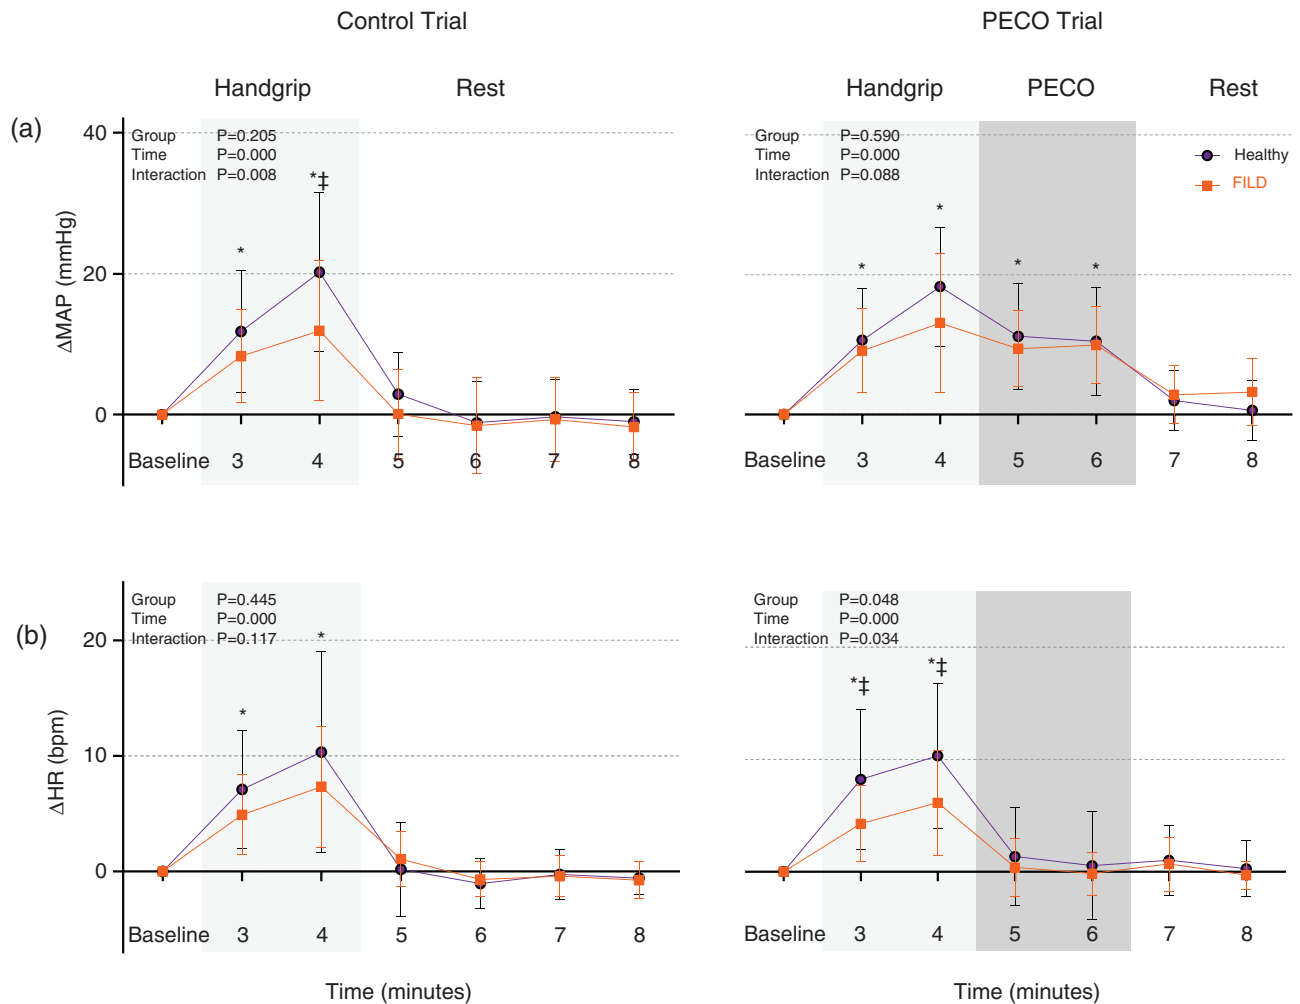 Control Trial
PECO Trial
Handgrip
Rest
Handgrip
PECO
Rest
(a)
40
20
0
ΔMAP (mmHg)
Group P=0.205
Time P=0.000
Interaction P=0.008
*
*‡
Baseline 3 4 5 6 7 8
Group P=0.590
Time P=0.000
Interaction P=0.088
Healthy
FILD
*
*
*
*
Baseline 3 4 5 6 7 8
(b)
20
10
0
ΔHR (bpm)
Group P=0.445
Time P=0.000
Interaction P=0.117
*
*
Baseline 3 4 5 6 7 8
Time (minutes)
Group P=0.048
Time P=0.000
Interaction P=0.034
*‡
*‡
Baseline 3 4 5 6 7 8
Time (minutes)